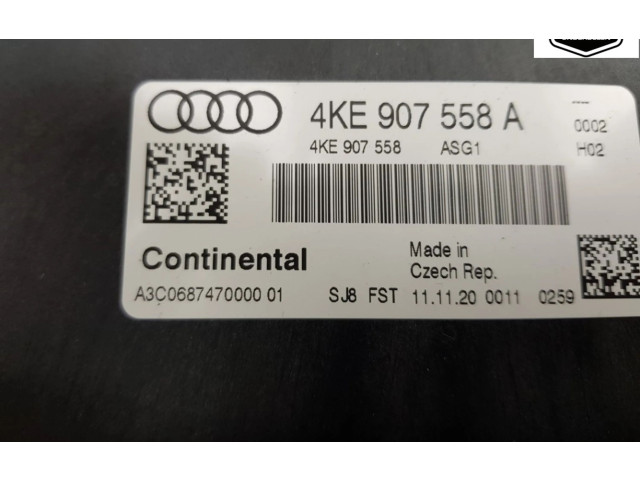 4KE 907 558 A
----
0002
4KE 907 558 ASG1 H02
Continental
Made in
Czech Rep.
A3C0687470000 01 SJ8 FST 11.11.20 0011 0259